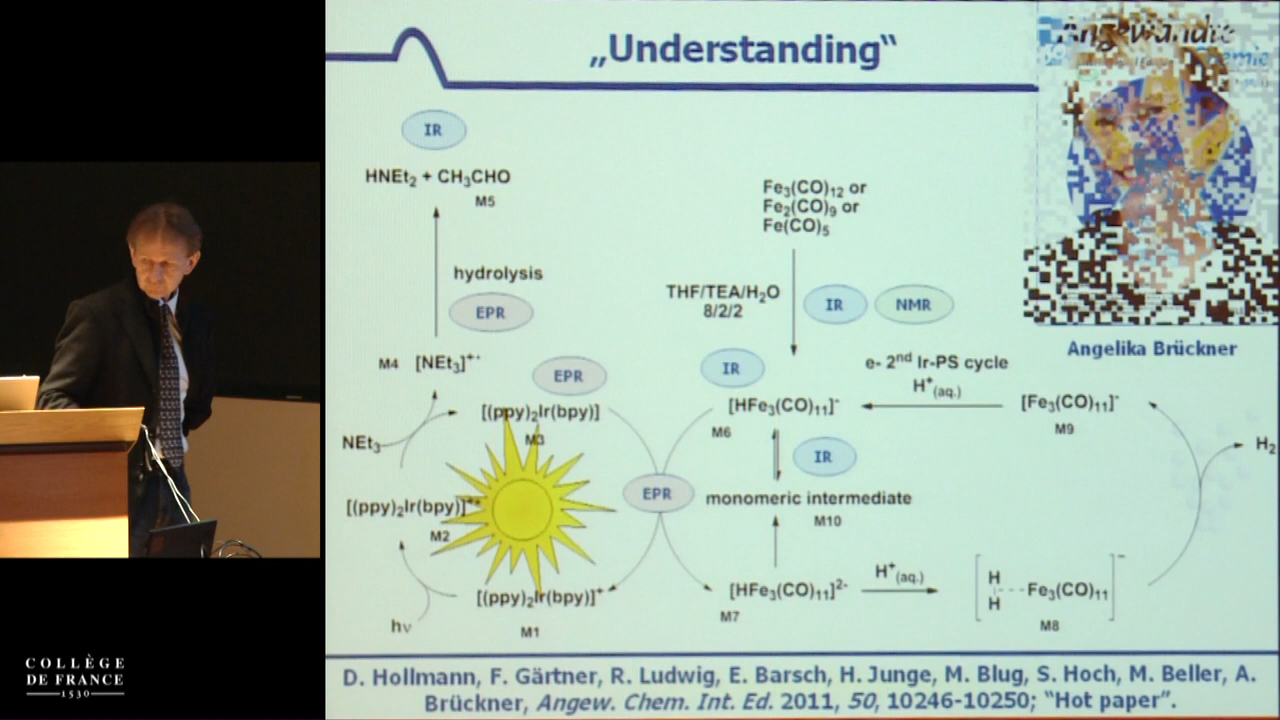 „Understanding“
Angewandte
Chemie
IR
HNEt₂ + CH₃CHO
M5
hydrolysis
EPR
M4 [NEt₃]⁺·
EPR
NEt₃
[(ppy)₂Ir(bpy)]
M3
[(ppy)₂Ir(bpy)]⁺*
M2
[(ppy)₂Ir(bpy)]⁺
M1
hν
EPR
Fe₃(CO)₁₂ or
Fe₂(CO)₉ or
Fe(CO)₅
THF/TEA/H₂O
8/2/2
IR
NMR
IR
[HFe₃(CO)₁₁]⁻
M6
e- 2ⁿᵈ Ir-PS cycle
H⁺(aq.)
[Fe₃(CO)₁₁]⁻
M9
IR
monomeric intermediate
M10
[HFe₃(CO)₁₁]²⁻
M7
H⁺(aq.)
H
H
Fe₃(CO)₁₁
⁻
M8
H₂
Angelika Brückner
D. Hollmann, F. Gärtner, R. Ludwig, E. Barsch, H. Junge, M. Blug, S. Hoch, M. Beller, A.
Brückner, Angew. Chem. Int. Ed. 2011, 50, 10246-10250; “Hot paper”.
COLLÈGE
DE FRANCE
1530